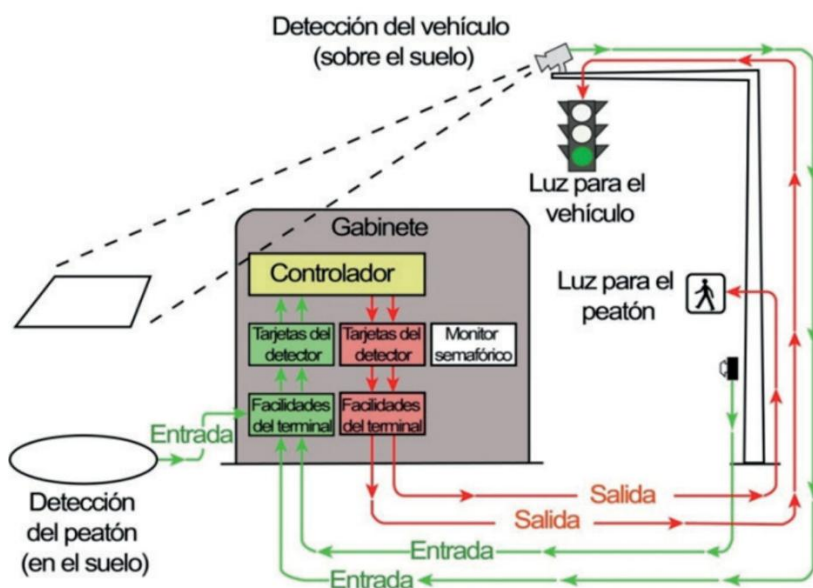 Detección del vehículo
(sobre el suelo)
Luz para el
vehículo
Gabinete
Controlador
Tarjetas del
detector
Tarjetas del
detector
Monitor
semafórico
Facilidades
del terminal
Facilidades
del terminal
Luz para el
peatón
Entrada
Detección
del peatón
(en el suelo)
Salida
Salida
Entrada
Entrada